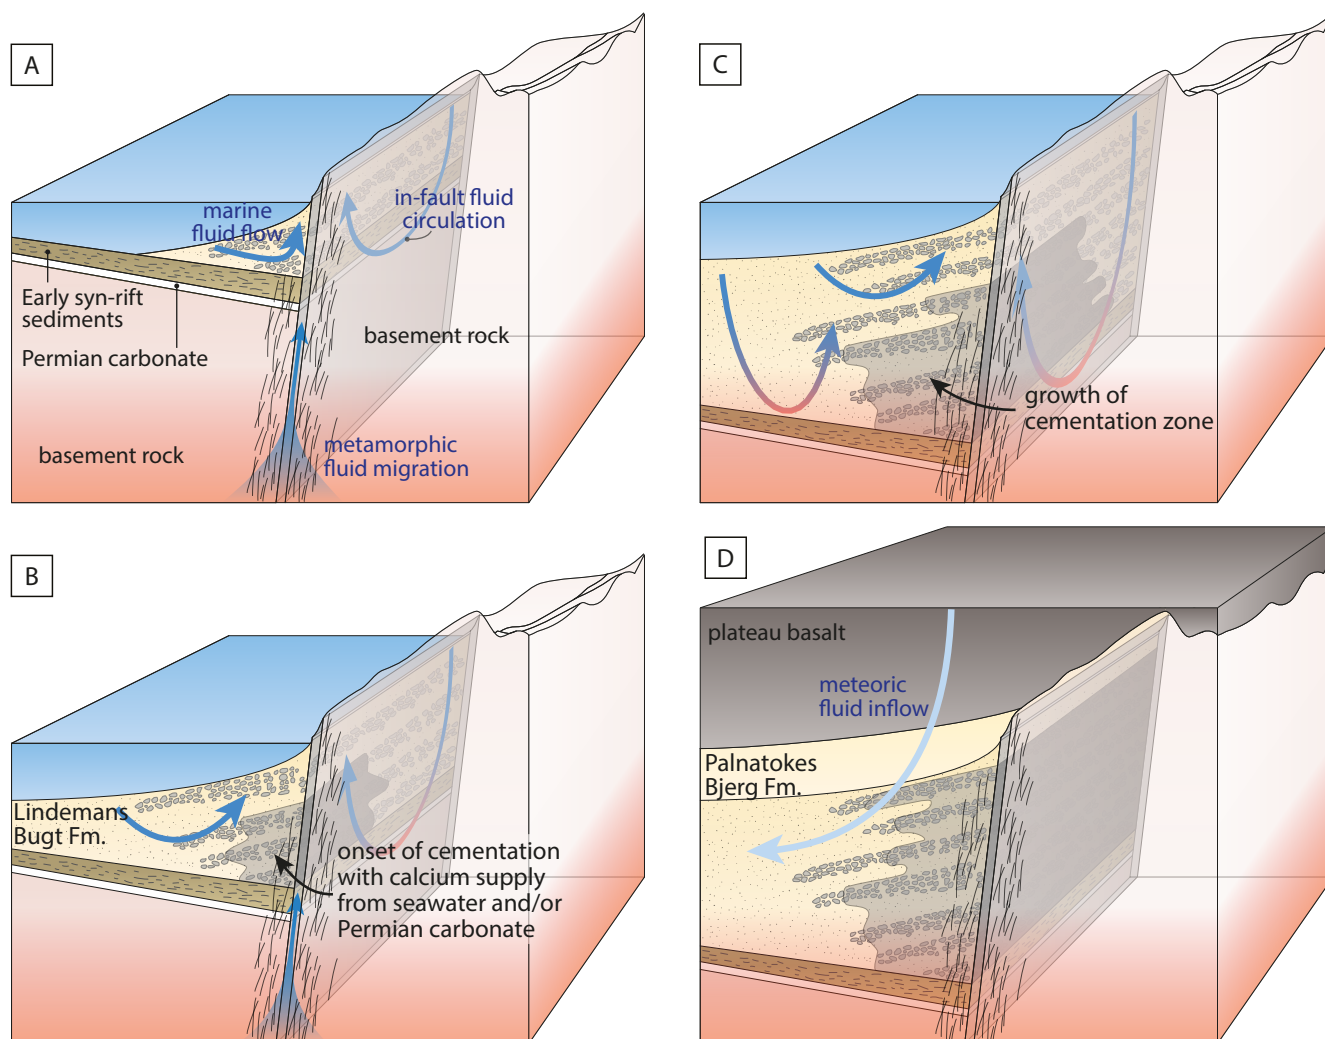 A
marine
fluid flow
in-fault fluid
circulation
Early syn-rift
sediments
Permian carbonate
basement rock
basement rock
metamorphic
fluid migration
B
Lindemans
Bugt Fm.
onset of cementation
with calcium supply
from seawater and/or
Permian carbonate
C
growth of
cementation zone
D
plateau basalt
meteoric
fluid inflow
Palnatokes
Bjerg Fm.